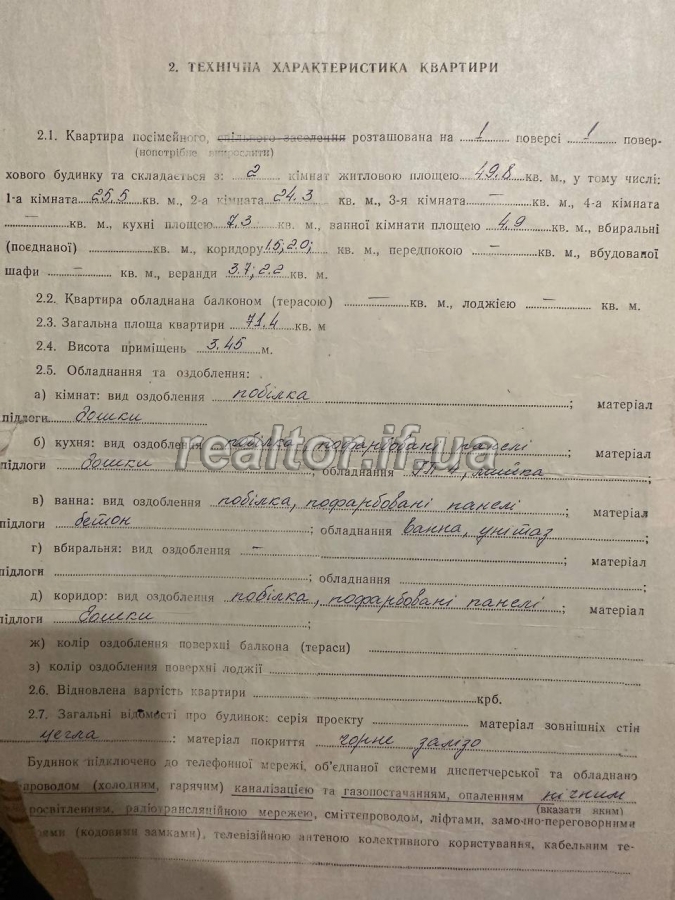 2. ТЕХНІЧНА ХАРАКТЕРИСТИКА КВАРТИРИ
2.1. Квартира посімейного, спільного заселення розташована на 1 поверсі 1 повер-
(непотрібне викреслити)
хового будинку та складається з: 2 кімнат житловою площею 49.8 кв. м., у тому числі:
1-а кімната 25.5 кв. м., 2-а кімната 24.3 кв. м., 3-я кімната — кв. м., 4-а кімната
— кв. м., кухні площею 7.3 кв. м., ванної кімнати площею 4.9 кв. м., вбиральні
(поєднаної) кв. м., коридору 1.5; 2.0; кв. м., передпокою — кв. м., вбудованої
шафи — кв. м., веранди 3.7; 2.2 кв. м.
2.2. Квартира обладнана балконом (терасою) — кв. м., лоджією — кв. м.
2.3. Загальна площа квартири 71.4 кв. м
2.4. Висота приміщень 3.45 м.
2.5. Обладнання та оздоблення:
а) кімнат: вид оздоблення побілка; матеріал
підлоги дошки
б) кухня: вид оздоблення побілка, пофарбовані панелі матеріал
realtor.if.ua
підлоги дошки; обладнання ГП-4, мийка
в) ванна: вид оздоблення побілка, пофарбовані панелі матеріал
підлоги бетон; обладнання ванна, унітаз;
г) вбиральня: вид оздоблення —; матеріал
підлоги; обладнання;
д) коридор: вид оздоблення побілка, пофарбовані панелі; матеріал
підлоги дошки;
ж) колір оздоблення поверхні балкона (тераси);
з) колір оздоблення поверхні лоджії;
2.6. Відновлена вартість квартири крб.
2.7. Загальні відомості про будинок: серія проекту матеріал зовнішніх стін
цегла; матеріал покриття чорне залізо
Будинок підключено до телефонної мережі, об'єднаної системи диспетчерської та обладнано
проводом (холодним, гарячим) каналізацією та газопостачанням, опаленням пічним
(вказати яким)
росвітленням, радіотрансляційною мережею, сміттєпроводом, ліфтами, замочно-переговорними
(кодовими замками), телевізійною антеною колективного користування, кабельним те-